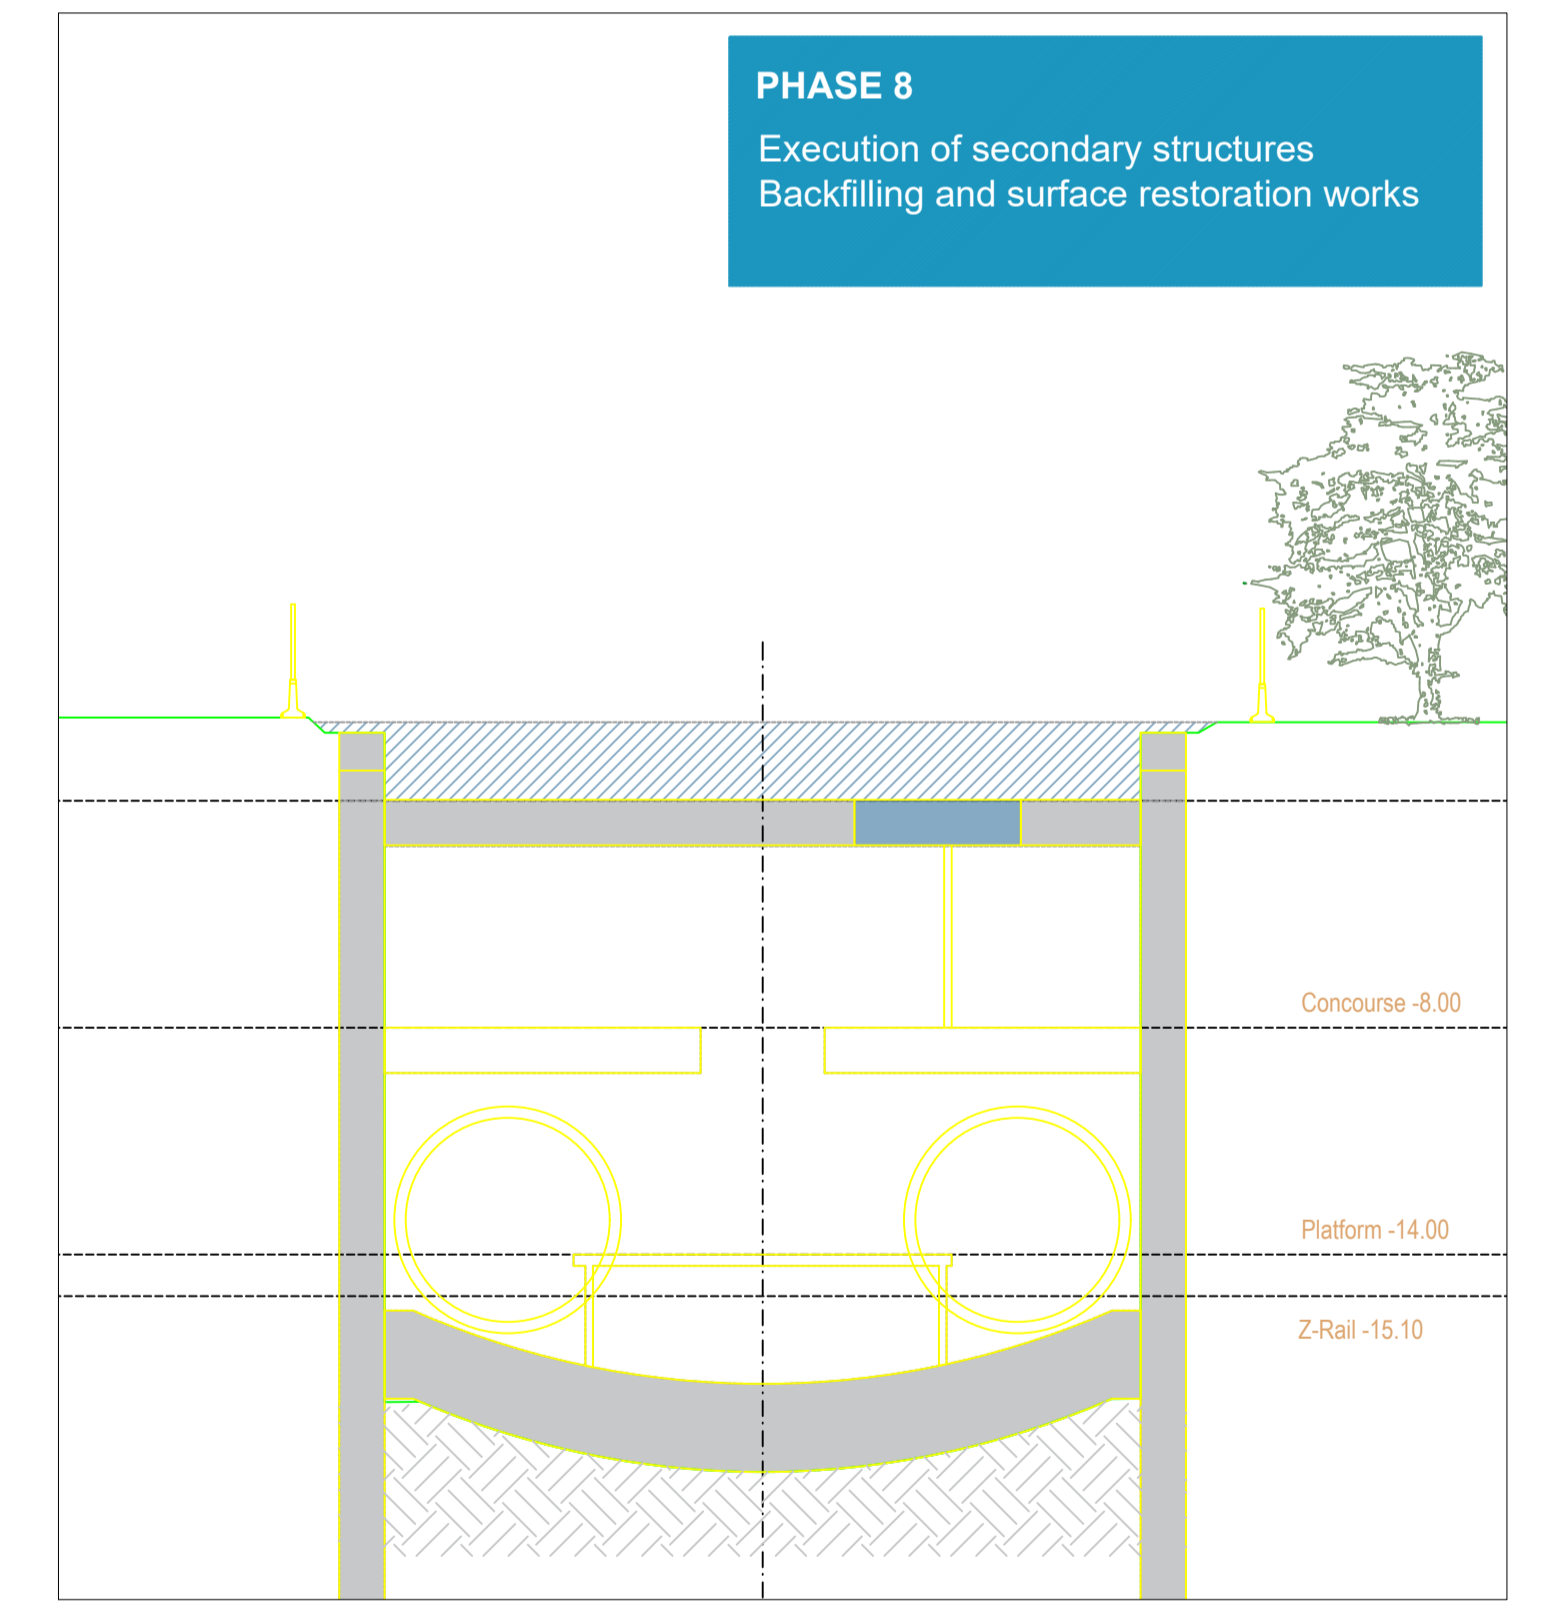 PHASE 8
Execution of secondary structures
Backfilling and surface restoration works
Concourse -8.00
Platform -14.00
Z-Rail -15.10